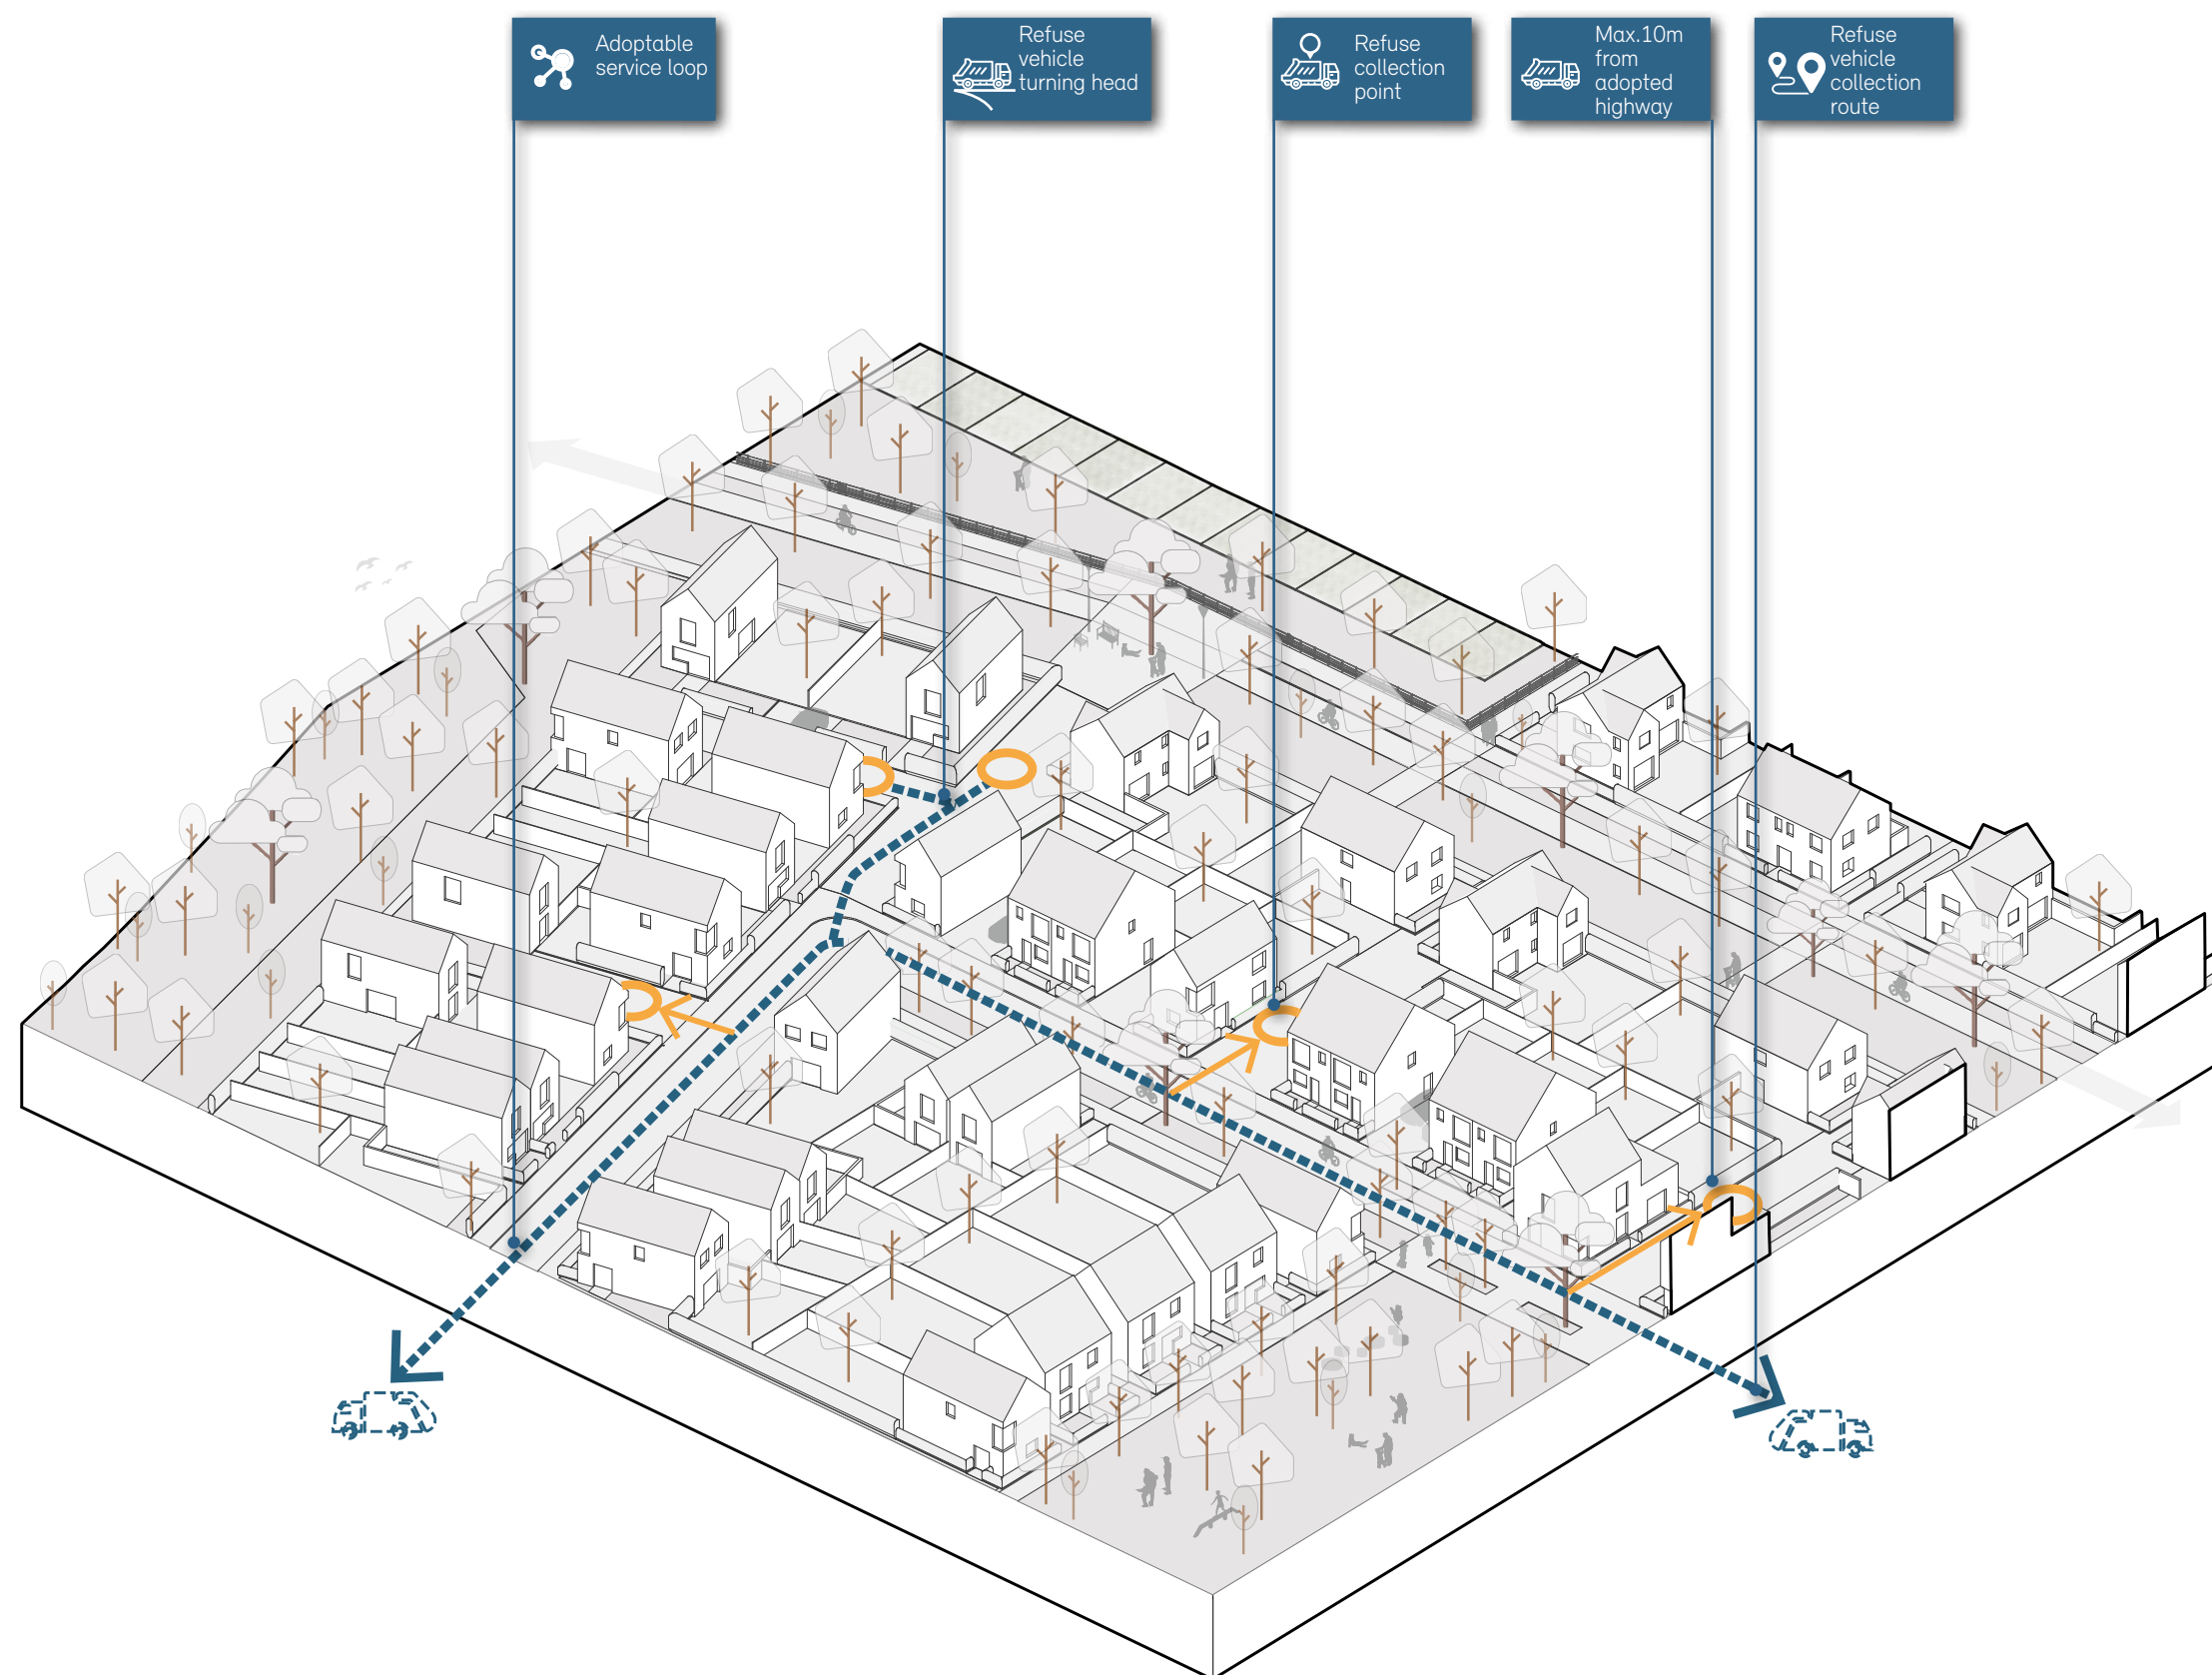 Adoptable
service loop
Refuse
vehicle
turning head
Refuse
collection
point
Max.10m
from
adopted
highway
Refuse
vehicle
collection
route